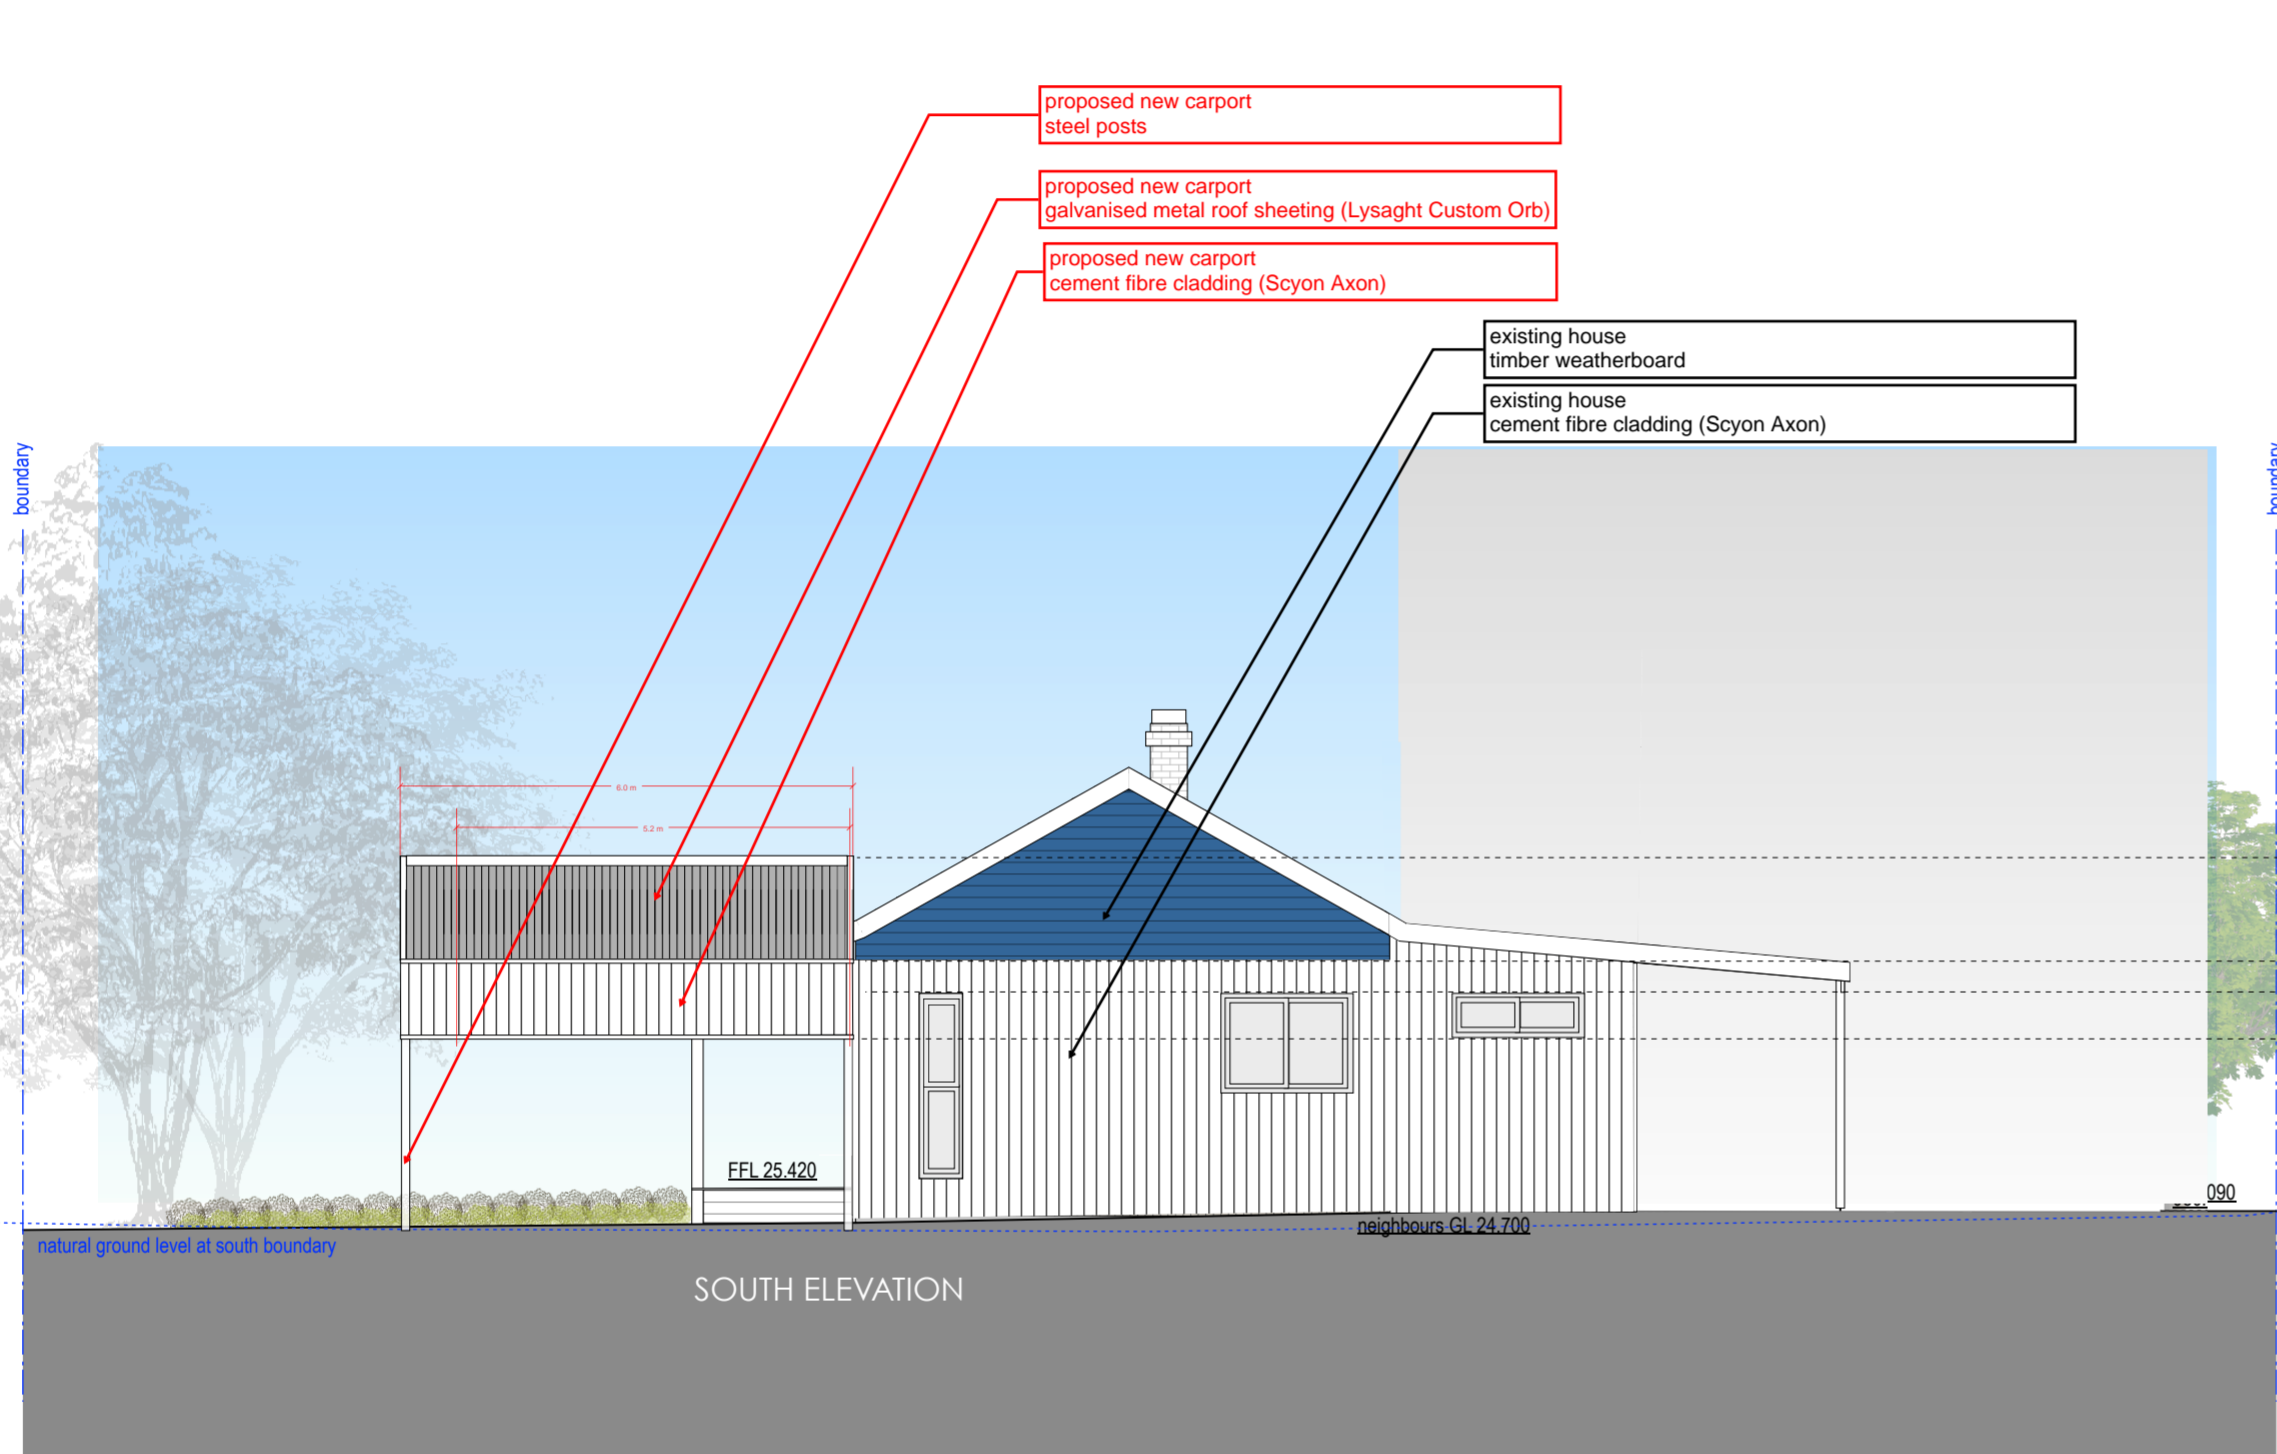 proposed new carport
steel posts
proposed new carport
galvanised metal roof sheeting (Lysaght Custom Orb)
proposed new carport
cement fibre cladding (Scyon Axon)
existing house
timber weatherboard
existing house
cement fibre cladding (Scyon Axon)
boundary
boundary
6.0 m
5.2 m
FFL 25.420
090
neighbours GL 24.700
natural ground level at south boundary
SOUTH ELEVATION